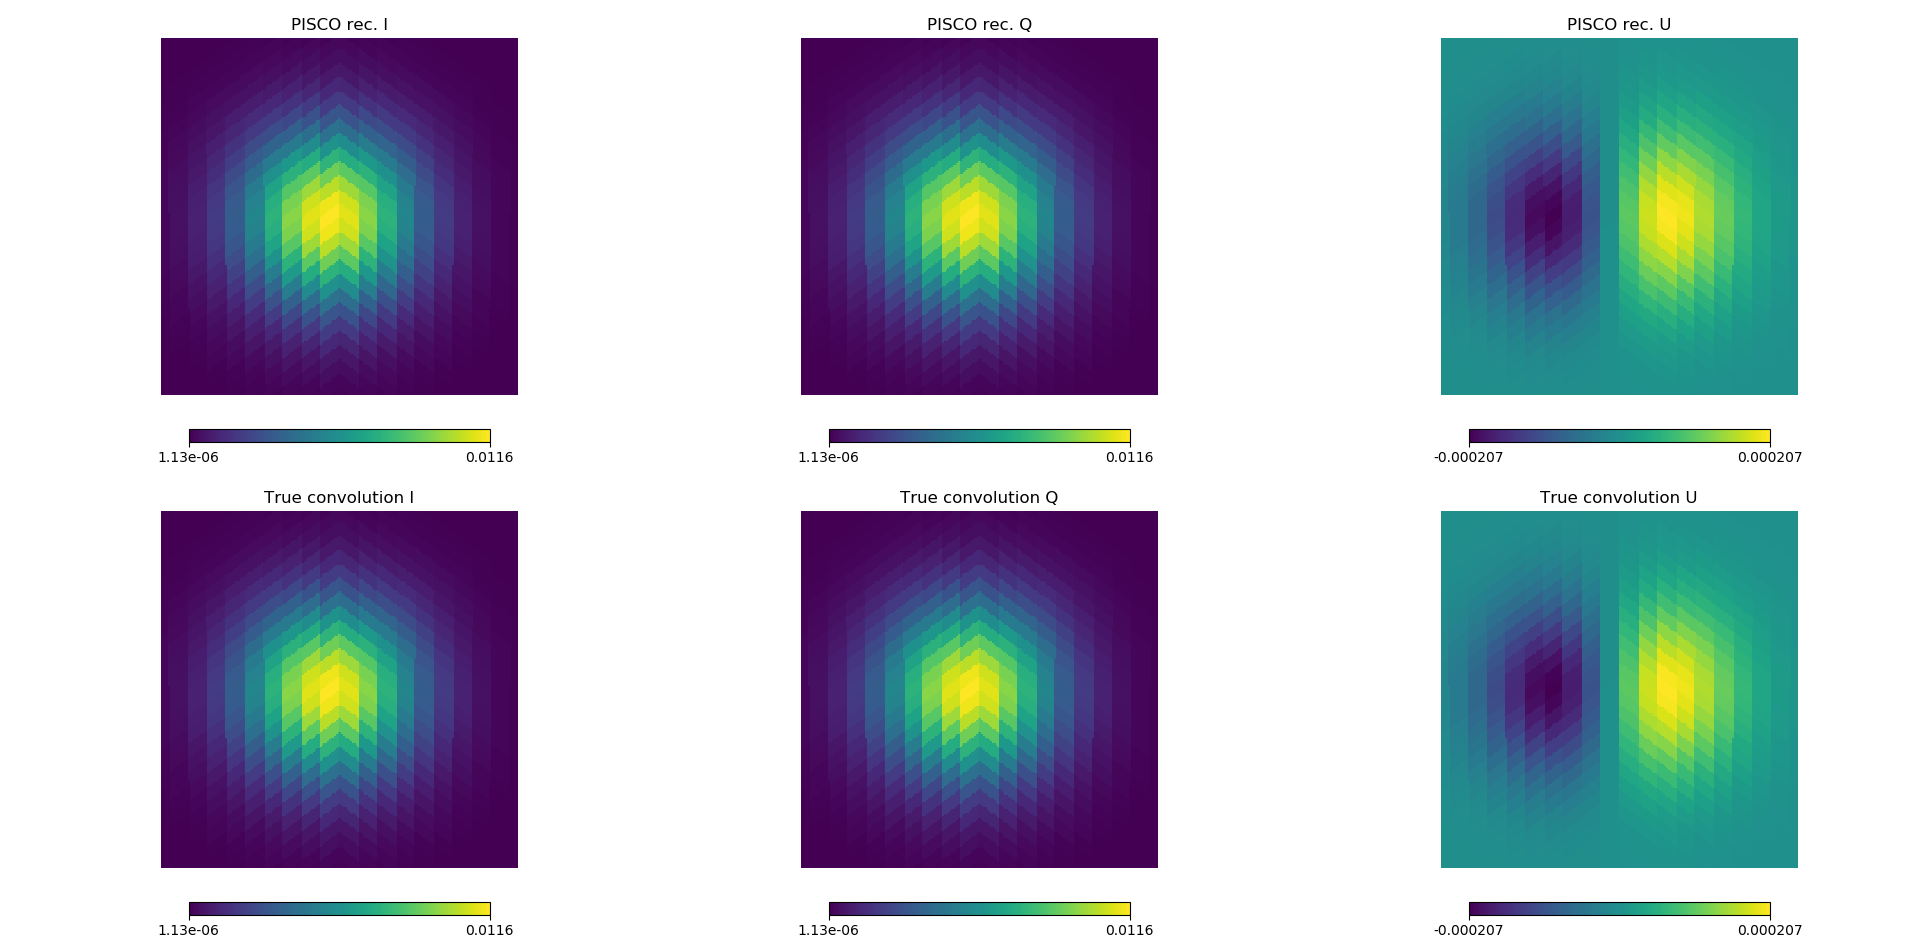 PISCO rec. I
PISCO rec. Q
PISCO rec. U
1.13e-06 0.0116
1.13e-06 0.0116
-0.000207 0.000207
True convolution I
True convolution Q
True convolution U
1.13e-06 0.0116
1.13e-06 0.0116
-0.000207 0.000207